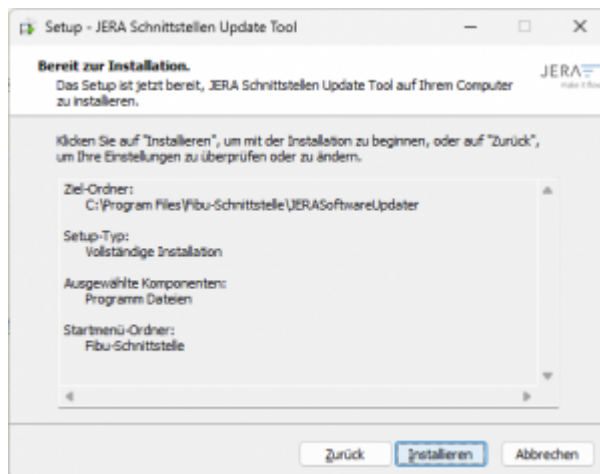 Setup - JERA Schnittstellen Update Tool
Bereit zur Installation.
Das Setup ist jetzt bereit, JERA Schnittstellen Update Tool auf Ihrem Computer
zu installieren.
JERA
make it flow
Klicken Sie auf "Installieren", um mit der Installation zu beginnen, oder auf "Zurück",
um Ihre Einstellungen zu überprüfen oder zu ändern.
Ziel-Ordner:
C:\Program Files\Fibu-Schnittstelle\JERASoftwareUpdater
Setup-Typ:
Vollständige Installation
Ausgewählte Komponenten:
Programm Dateien
Startmenü-Ordner:
Fibu-Schnittstelle
Zurück
Installieren
Abbrechen